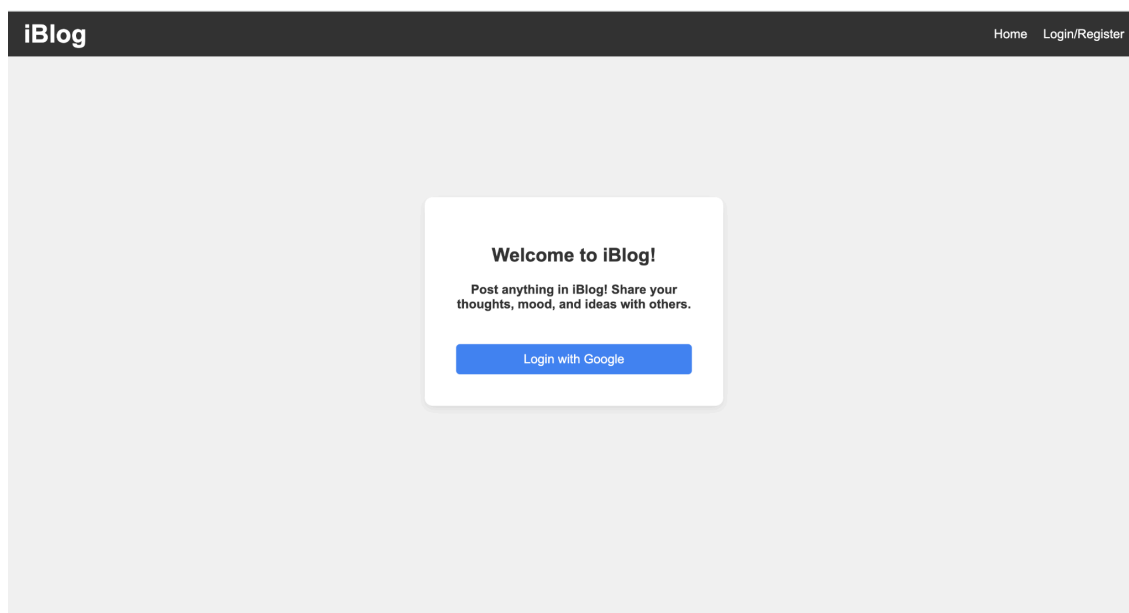 iBlog
Home Login/Register
Welcome to iBlog!
Post anything in iBlog! Share your
thoughts, mood, and ideas with others.
Login with Google